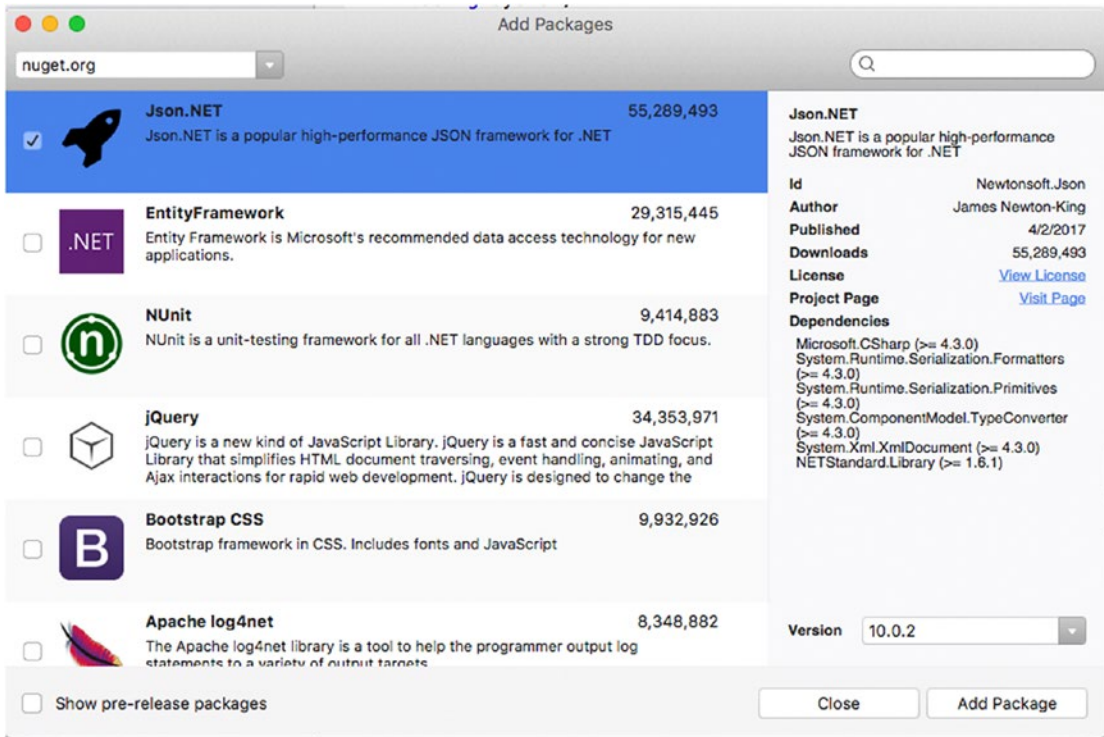 Add Packages
nuget.org
Json.NET 55,289,493
Json.NET is a popular high-performance JSON framework for .NET
.NET
EntityFramework 29,315,445
Entity Framework is Microsoft's recommended data access technology for new
applications.
n
NUnit 9,414,883
NUnit is a unit-testing framework for all .NET languages with a strong TDD focus.
jQuery 34,353,971
jQuery is a new kind of JavaScript Library. jQuery is a fast and concise JavaScript
Library that simplifies HTML document traversing, event handling, animating, and
Ajax interactions for rapid web development. jQuery is designed to change the
B
Bootstrap CSS 9,932,926
Bootstrap framework in CSS. Includes fonts and JavaScript
Apache log4net 8,348,882
The Apache log4net library is a tool to help the programmer output log
statements to a variety of output targets
Json.NET
Json.NET is a popular high-performance
JSON framework for .NET
Id Newtonsoft.Json
Author James Newton-King
Published 4/2/2017
Downloads 55,289,493
License View License
Project Page Visit Page
Dependencies
Microsoft.CSharp (>= 4.3.0)
System.Runtime.Serialization.Formatters
(>= 4.3.0)
System.Runtime.Serialization.Primitives
(>= 4.3.0)
System.ComponentModel.TypeConverter
(>= 4.3.0)
System.Xml.XmlDocument (>= 4.3.0)
NETStandard.Library (>= 1.6.1)
Version 10.0.2
Show pre-release packages
Close
Add Package